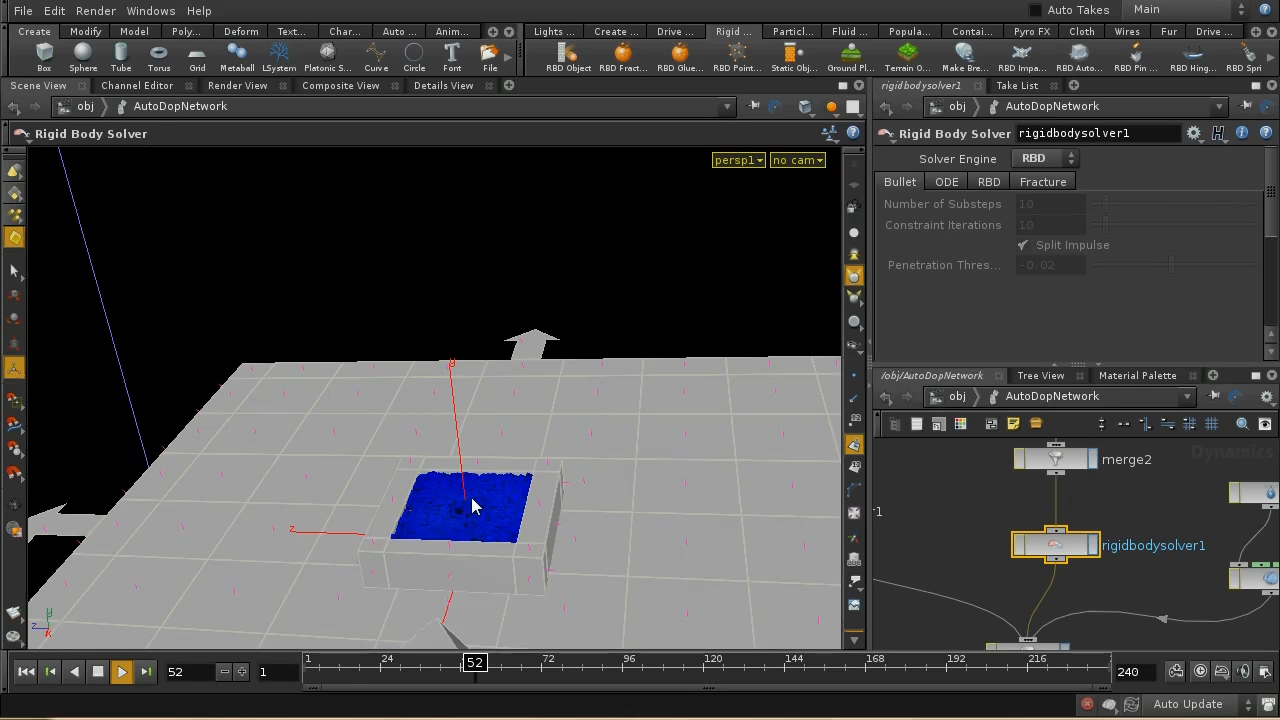 File Edit Render Windows Help Auto Takes Main
Create Modify Model Poly... Deform Text... Char... Auto ... Anim... Lights ... Create ... Drive ... Rigid ... Particl... Fluid ... Popula... Contai... Pyro FX Cloth Wires Fur Drive ...
Box Sphere Tube Torus Grid Metaball LSystem Platonic S... Curve Circle Font File RBD Object RBD Fract... RBD Glue... RBD Point... Static Obj... Ground Pl... Terrain O... Make Bre... RBD Impa... RBD Auto... RBD Pin ... RBD Hing... RBD Spri
Scene View Channel Editor Render View Composite View Details View rigidbodysolver1 Take List
obj AutoDopNetwork obj AutoDopNetwork
Rigid Body Solver Rigid Body Solver rigidbodysolver1
persp1 no cam
Solver Engine RBD
Bullet ODE RBD Fracture
Number of Substeps 10
Constraint Iterations 10
Split Impulse
Penetration Thres... -0.02
/obj/AutoDopNetwork Tree View Material Palette
obj AutoDopNetwork
Dynamics
merge2
1
rigidbodysolver1
y
z
y
z x
52 1 1 24 52 72 96 120 144 168 192 216 240
Auto Update